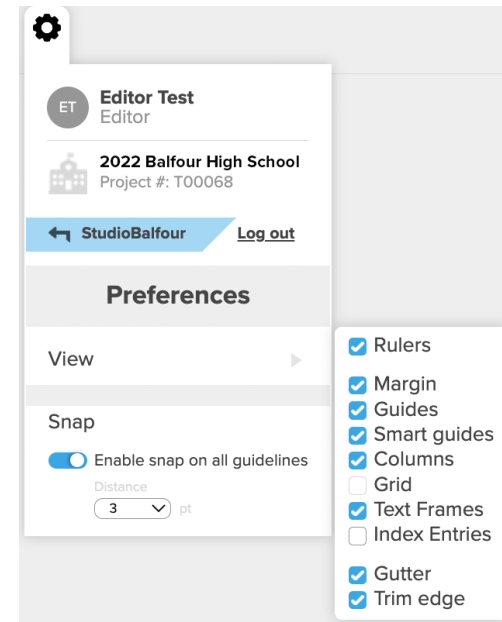 ET
Editor Test
Editor
2022 Balfour High School
Project #: T00068
StudioBalfour
Log out
Preferences
View
Snap
Enable snap on all guidelines
Distance
3
pt
Rulers
Margin
Guides
Smart guides
Columns
Grid
Text Frames
Index Entries
Gutter
Trim edge